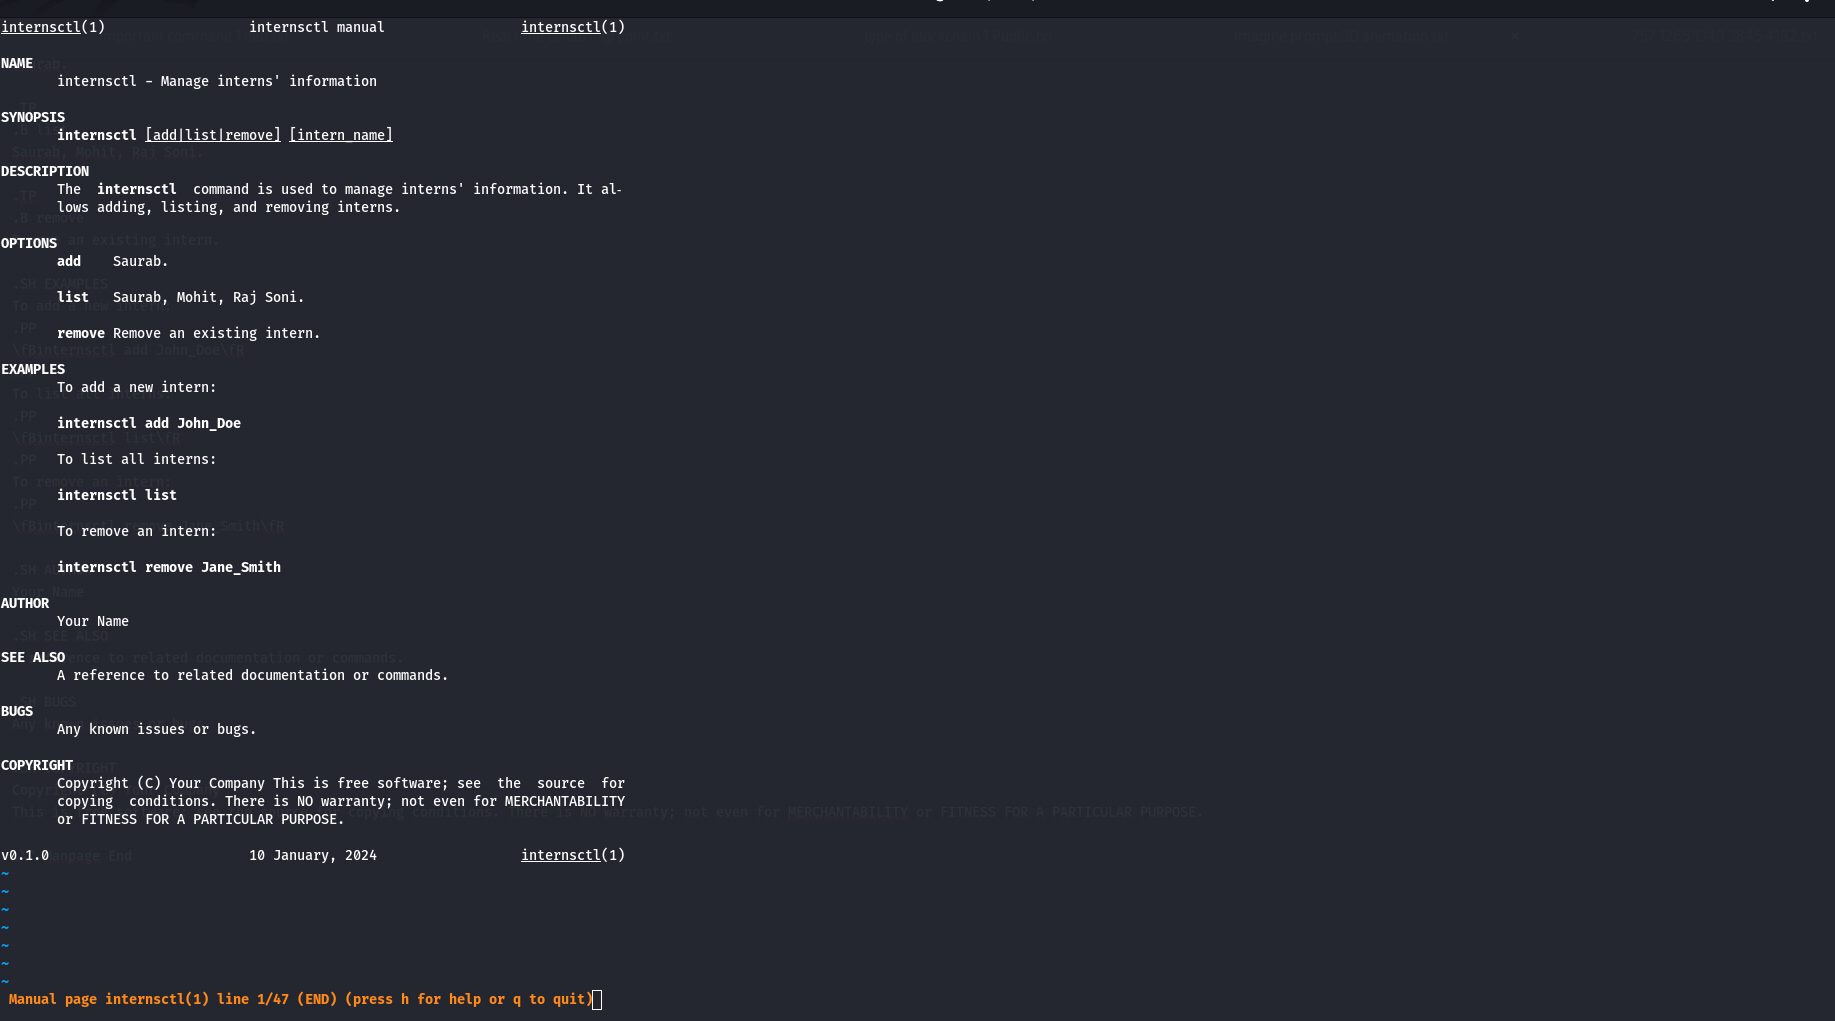 internsctl(1) internsctl manual internsctl(1)
NAME
internsctl - Manage interns' information
SYNOPSIS
internsctl [add|list|remove] [intern_name]
DESCRIPTION
The internsctl command is used to manage interns' information. It al-
lows adding, listing, and removing interns.
OPTIONS
add Saurab.
list Saurab, Mohit, Raj Soni.
remove Remove an existing intern.
EXAMPLES
To add a new intern:
internsctl add John_Doe
To list all interns:
internsctl list
To remove an intern:
internsctl remove Jane_Smith
AUTHOR
Your Name
SEE ALSO
A reference to related documentation or commands.
BUGS
Any known issues or bugs.
COPYRIGHT
Copyright (C) Your Company This is free software; see the source for
copying conditions. There is NO warranty; not even for MERCHANTABILITY
or FITNESS FOR A PARTICULAR PURPOSE.
v0.1.0 10 January, 2024 internsctl(1)
~
~
~
~
~
~
~
Manual page internsctl(1) line 1/47 (END) (press h for help or q to quit)